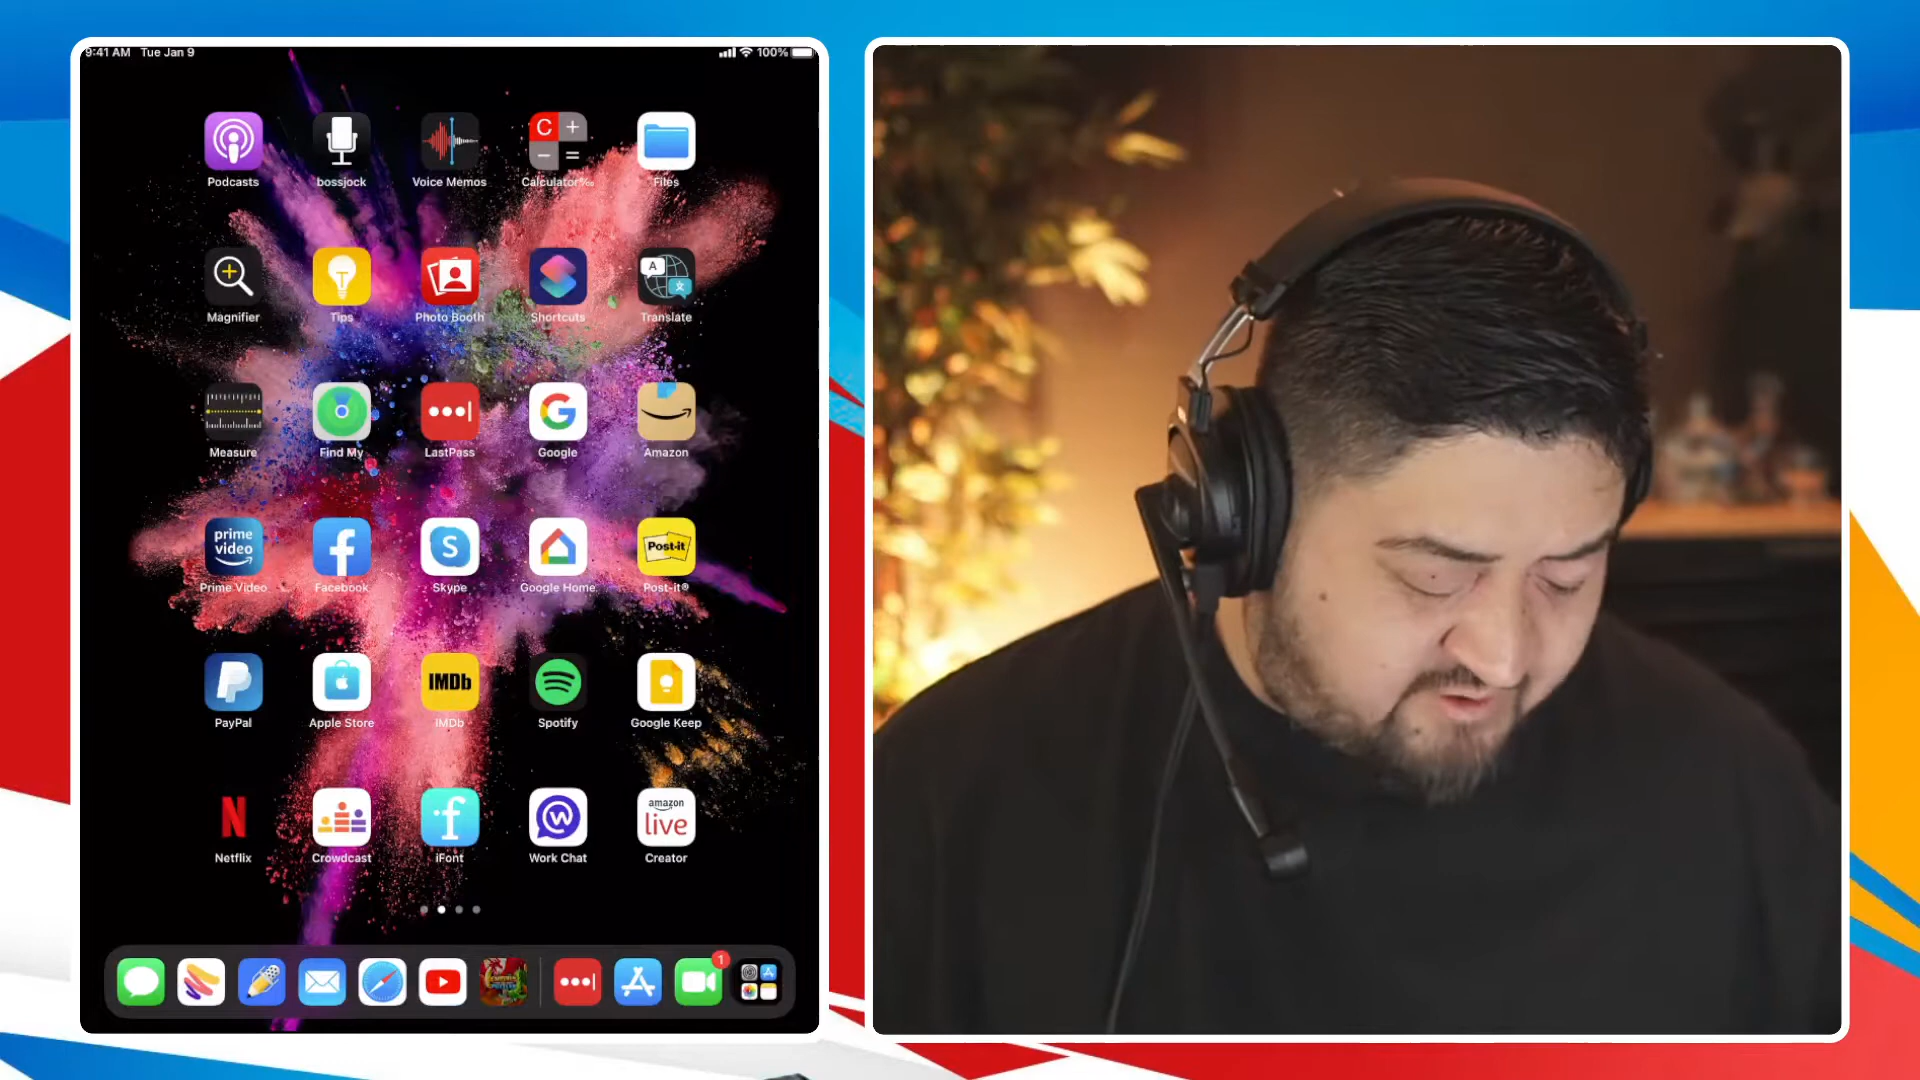 9:41 AM Tue Jan 9 100%
Podcasts bossjock Voice Memos Calculator‰ Files
Magnifier Tips Photo Booth Shortcuts Translate
Measure Find My LastPass Google Amazon
prime
video
Post-it
Prime Video Facebook Skype Google Home Post-it®
IMDb
PayPal Apple Store IMDb Spotify Google Keep
amazon
live
Netflix Crowdcast iFont Work Chat Creator
1